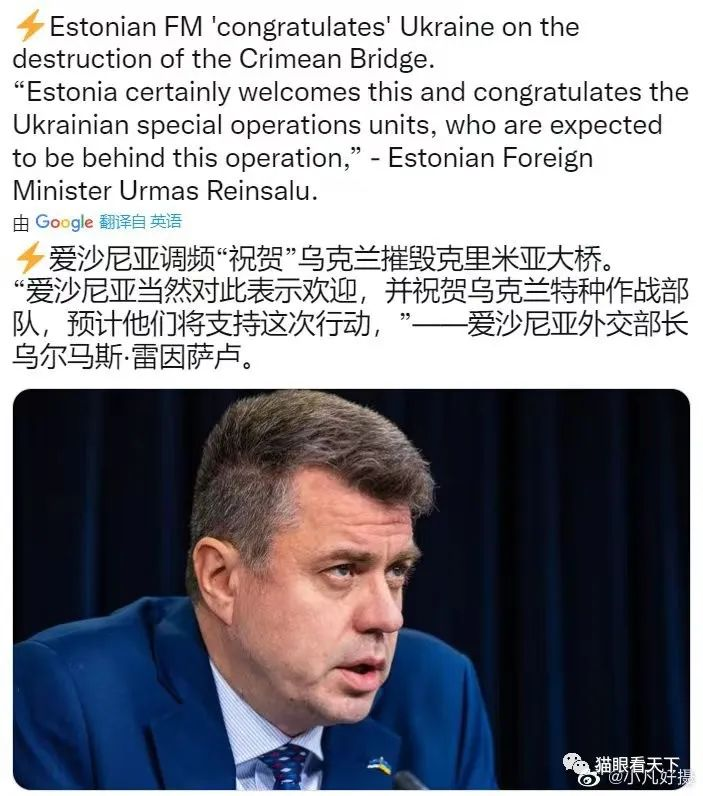 ⚡Estonian FM 'congratulates' Ukraine on the
destruction of the Crimean Bridge.
“Estonia certainly welcomes this and congratulates the
Ukrainian special operations units, who are expected
to be behind this operation,” - Estonian Foreign
Minister Urmas Reinsalu.
由 Google 翻译自 英语
⚡爱沙尼亚调频“祝贺”乌克兰摧毁克里米亚大桥。
“爱沙尼亚当然对此表示欢迎，并祝贺乌克兰特种作战部
队，预计他们将支持这次行动，”——爱沙尼亚外交部长
乌尔马斯·雷因萨卢。
猫眼看天下
@小凡好摄